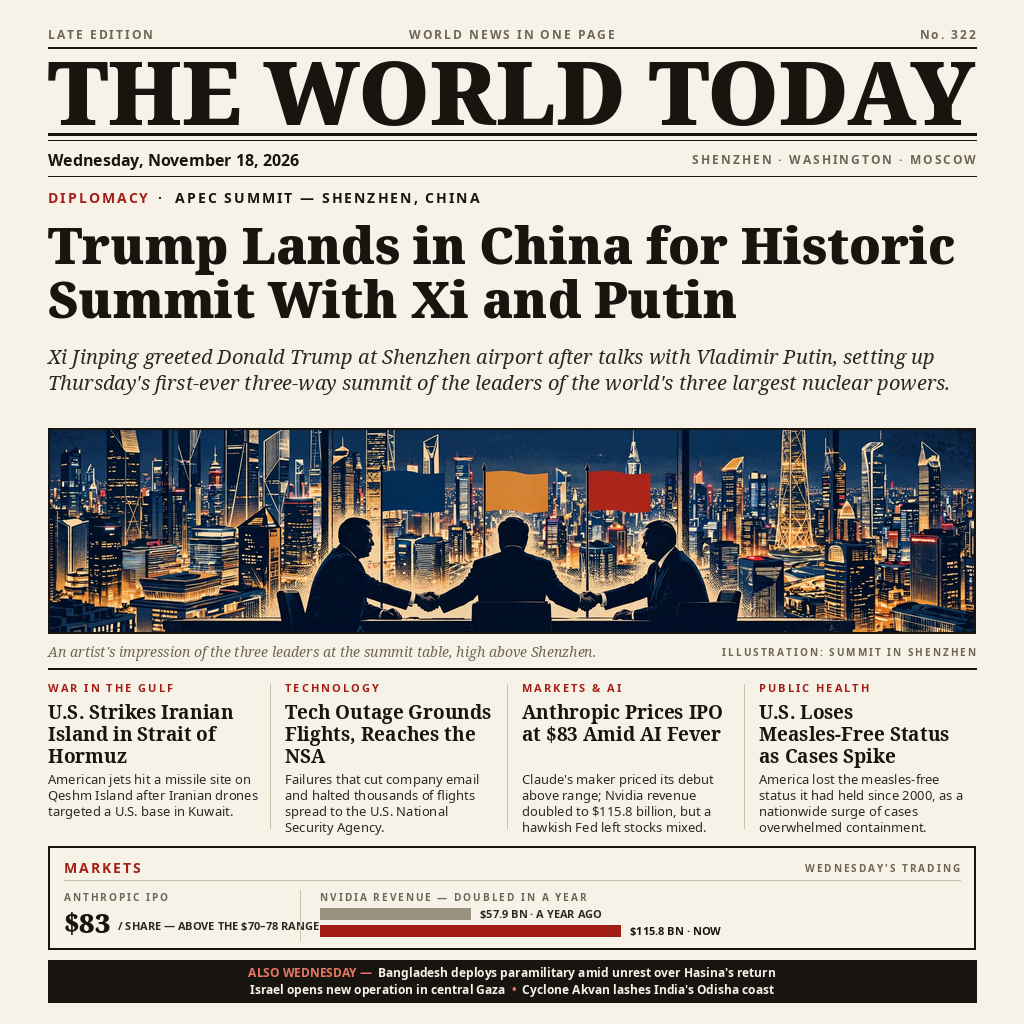 LATE EDITION
WORLD NEWS IN ONE PAGE
No. 322
THE WORLD TODAY
Wednesday, November 18, 2026
SHENZHEN · WASHINGTON · MOSCOW
DIPLOMACY · APEC SUMMIT — SHENZHEN, CHINA
Trump Lands in China for Historic
Summit With Xi and Putin
Xi Jinping greeted Donald Trump at Shenzhen airport after talks with Vladimir Putin, setting up
Thursday's first-ever three-way summit of the leaders of the world's three largest nuclear powers.
An artist's impression of the three leaders at the summit table, high above Shenzhen.
ILLUSTRATION: SUMMIT IN SHENZHEN
WAR IN THE GULF
U.S. Strikes Iranian
Island in Strait of
Hormuz
American jets hit a missile site on
Qeshm Island after Iranian drones
targeted a U.S. base in Kuwait.
TECHNOLOGY
Tech Outage Grounds
Flights, Reaches the
NSA
Failures that cut company email
and halted thousands of flights
spread to the U.S. National
Security Agency.
MARKETS & AI
Anthropic Prices IPO
at $83 Amid AI Fever
Claude's maker priced its debut
above range; Nvidia revenue
doubled to $115.8 billion, but a
hawkish Fed left stocks mixed.
PUBLIC HEALTH
U.S. Loses
Measles-Free Status
as Cases Spike
America lost the measles-free
status it had held since 2000, as a
nationwide surge of cases
overwhelmed containment.
MARKETS
WEDNESDAY'S TRADING
ANTHROPIC IPO
$83 / SHARE — ABOVE THE $70–78 RANGE
NVIDIA REVENUE — DOUBLED IN A YEAR
$57.9 BN · A YEAR AGO
$115.8 BN · NOW
ALSO WEDNESDAY — Bangladesh deploys paramilitary amid unrest over Hasina's return
Israel opens new operation in central Gaza • Cyclone Akvan lashes India's Odisha coast